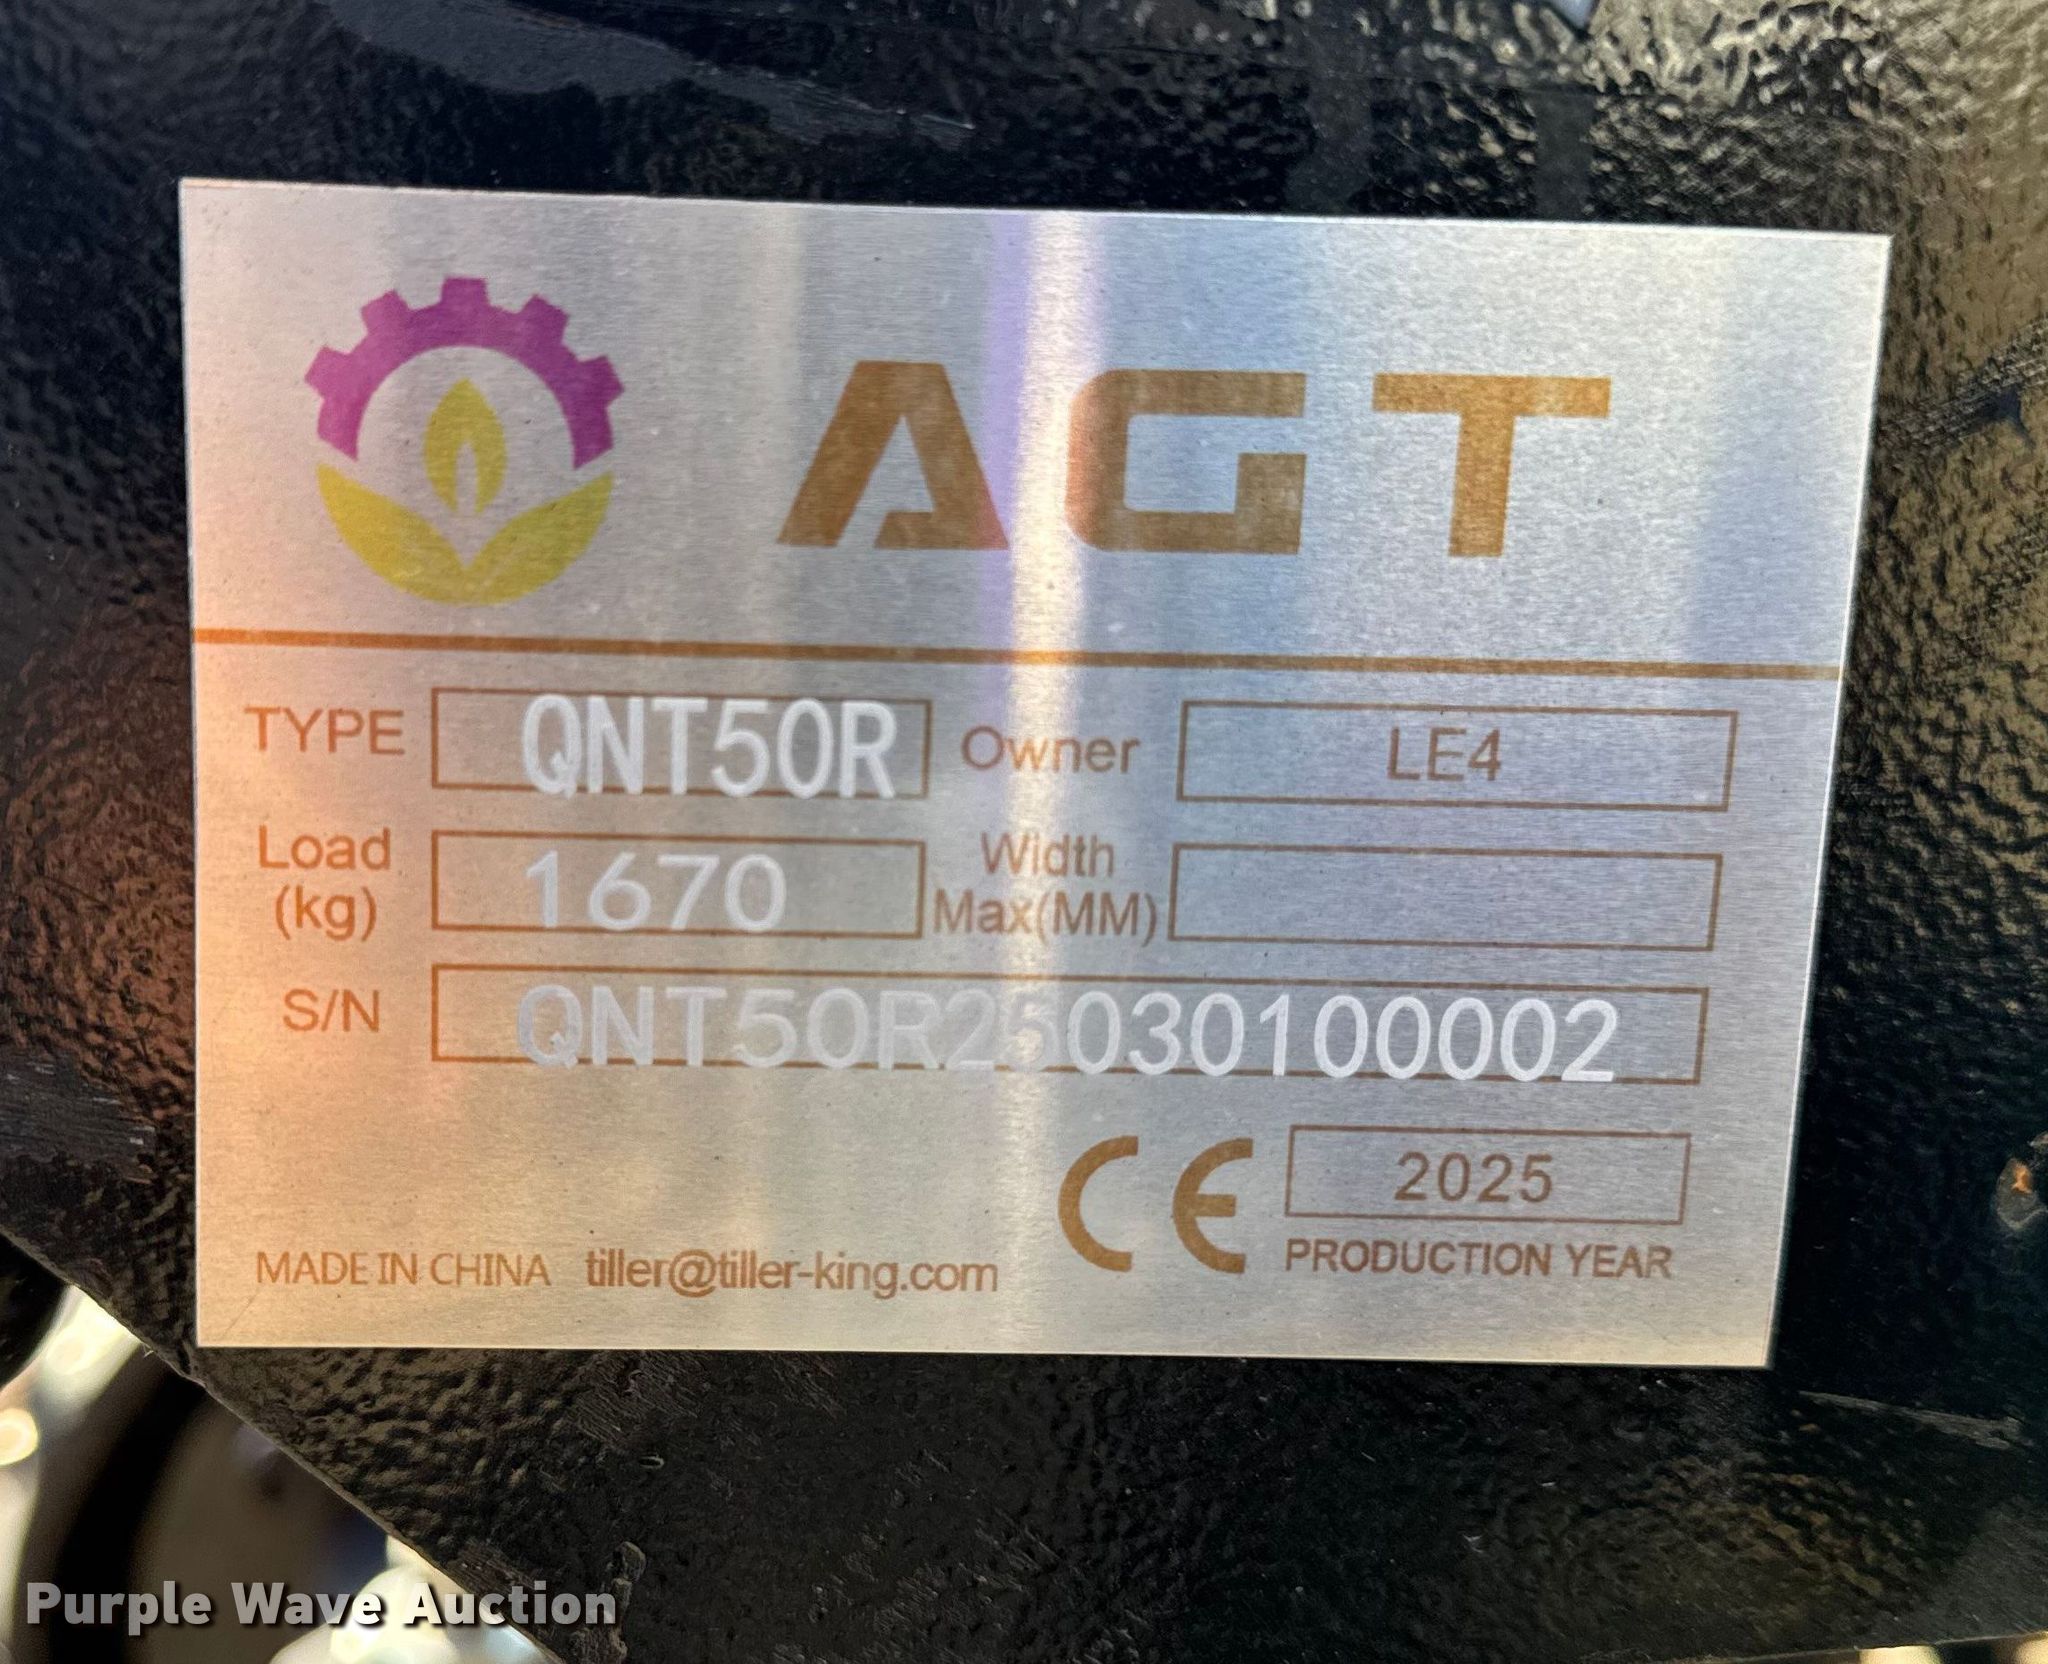 AGT
TYPE QNT50R Owner LE4
Load (kg) 1670 Width Max(MM)
S/N QNT50R25030100002
CE 2025
PRODUCTION YEAR
MADE IN CHINA tiller@tiller-king.com
Purple Wave Auction